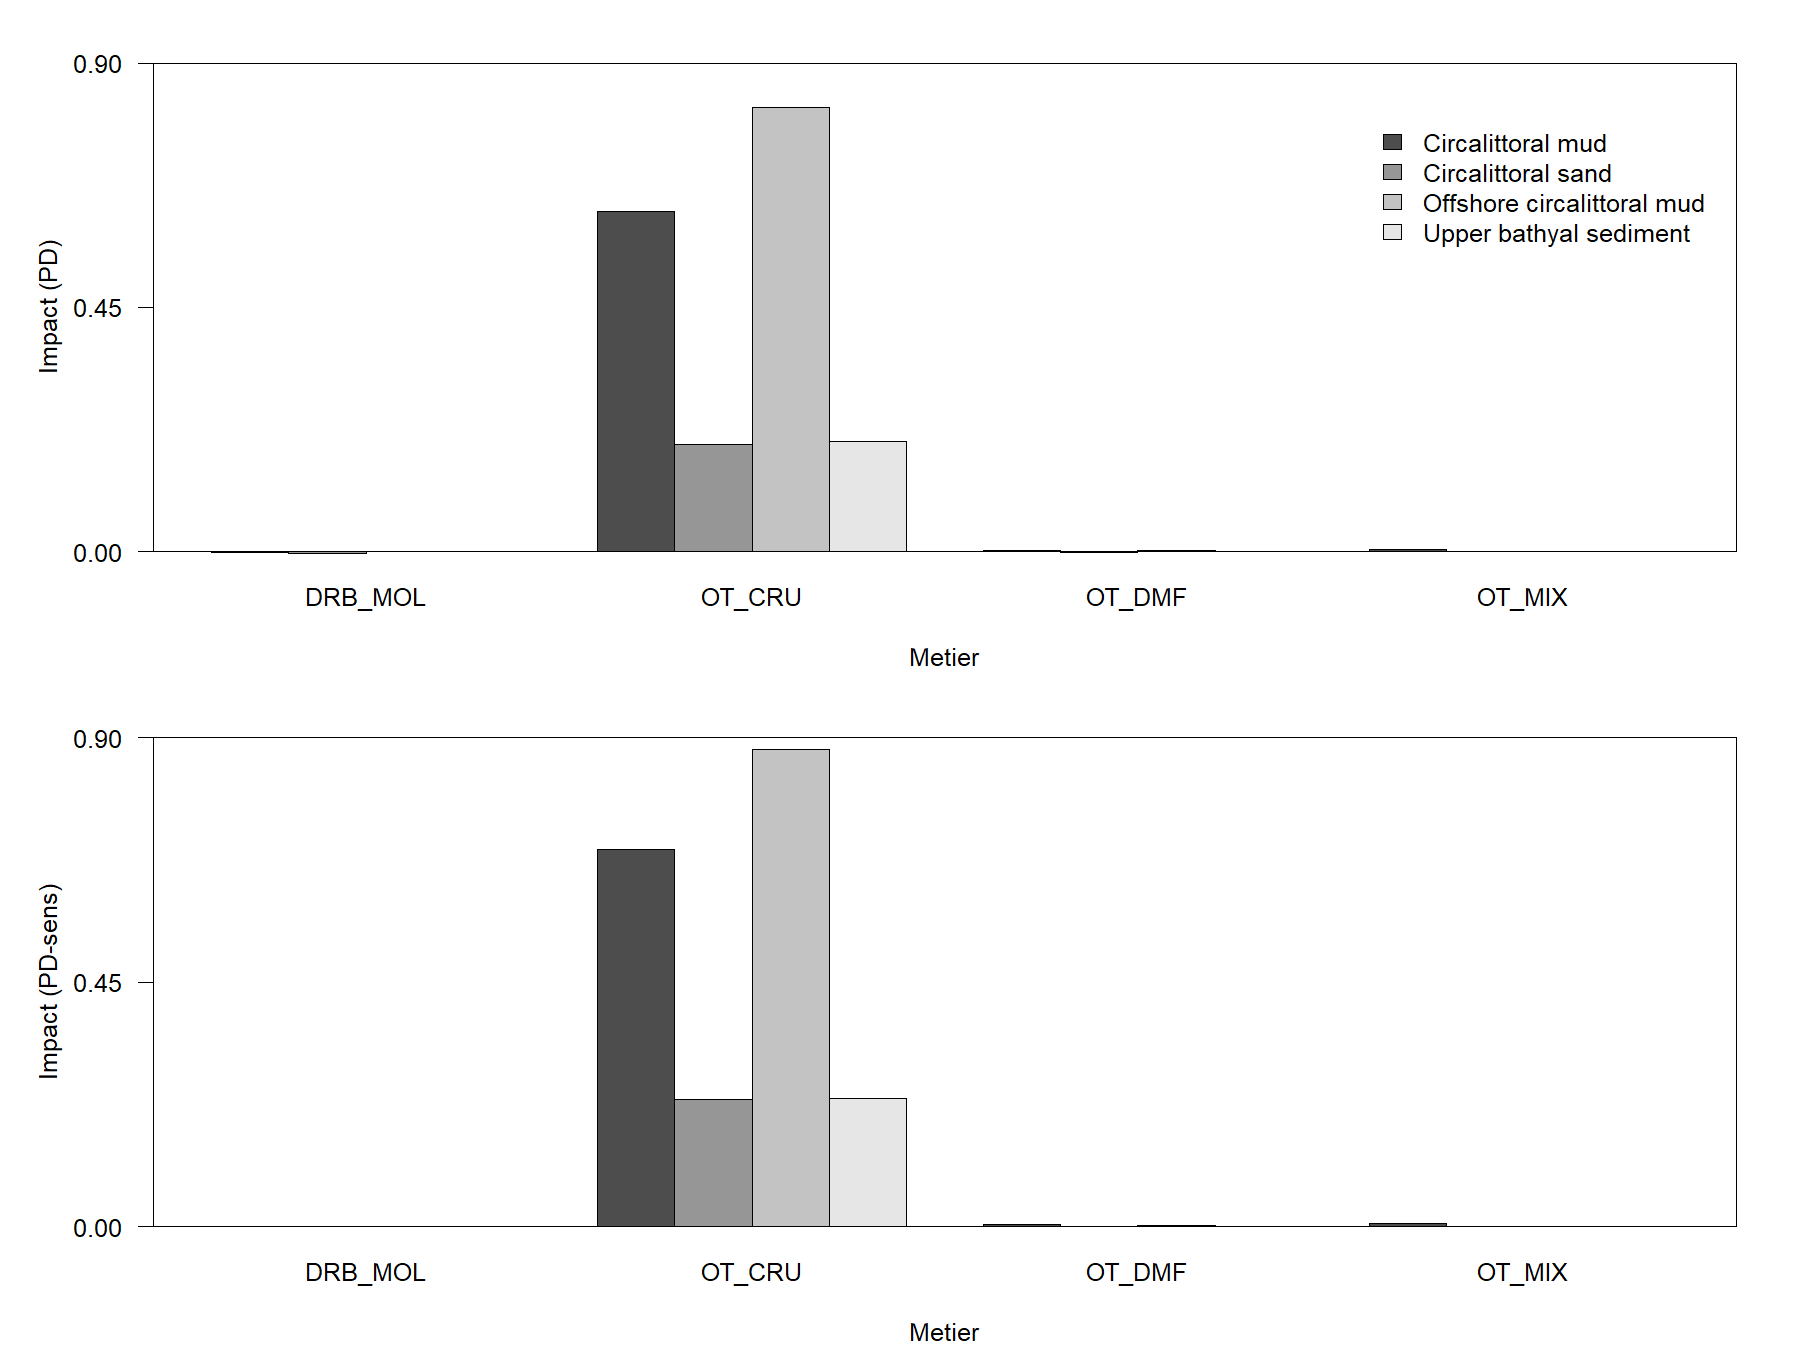 0.90
0.45
0.00
Impact (PD)
Circalittoral mud
Circalittoral sand
Offshore circalittoral mud
Upper bathyal sediment
DRB_MOL OT_CRU OT_DMF OT_MIX
Metier
0.90
0.45
0.00
Impact (PD-sens)
DRB_MOL OT_CRU OT_DMF OT_MIX
Metier